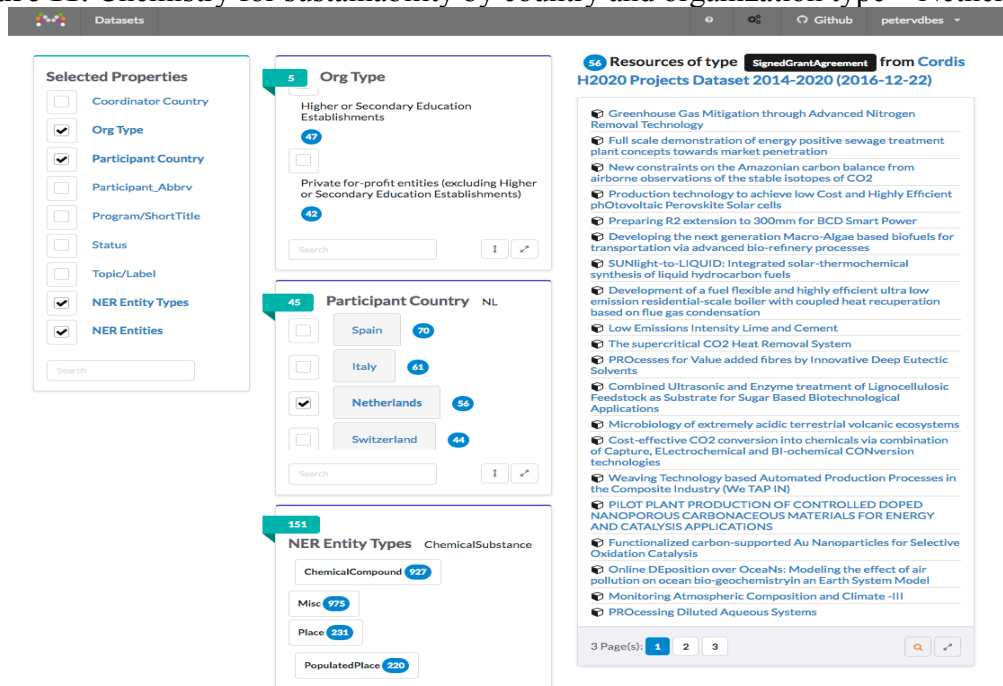 Chemistry for sustainability by country and organization type
Datasets
Github
petervdbes
Selected Properties
Coordinator Country
Org Type
Participant Country
Participant_Abbrv
Program/ShortTitle
Status
Topic/Label
NER Entity Types
NER Entities
Search
5 Org Type
Higher or Secondary Education
Establishments
47
Private for-profit entities (excluding Higher
or Secondary Education Establishments)
42
Search
45 Participant Country NL
Spain 70
Italy 61
Netherlands 56
Switzerland 44
Search
151
NER Entity Types ChemicalSubstance
ChemicalCompound 927
Misc 975
Place 231
PopulatedPlace 220
56 Resources of type SignedGrantAgreement from Cordis
H2020 Projects Dataset 2014-2020 (2016-12-22)
Greenhouse Gas Mitigation through Advanced Nitrogen
Removal Technology
Full scale demonstration of energy positive sewage treatment
plant concepts towards market penetration
New constraints on the Amazonian carbon balance from
airborne observations of the stable isotopes of CO2
Production technology to achieve low Cost and Highly Efficient
phOtovoltaic Perovskite Solar cells
Preparing R2 extension to 300mm for BCD Smart Power
Developing the next generation Macro-Algae based biofuels for
transportation via advanced bio-refinery processes
SUNlight-to-LIQUID: Integrated solar-thermochemical
synthesis of liquid hydrocarbon fuels
Development of a fuel flexible and highly efficient ultra low
emission residential-scale boiler with coupled heat recuperation
based on flue gas condensation
Low Emissions Intensity Lime and Cement
The supercritical CO2 Heat Removal System
PROcesses for Value added fibres by Innovative Deep Eutectic
Solvents
Combined Ultrasonic and Enzyme treatment of Lignocellulosic
Feedstock as Substrate for Sugar Based Biotechnological
Applications
Microbiology of extremely acidic terrestrial volcanic ecosystems
Cost-effective CO2 conversion into chemicals via combination
of Capture, ELectrochemical and BI-ochemical CONversion
technologies
Weaving Technology based Automated Production Processes in
the Composite Industry (We TAP IN)
PILOT PLANT PRODUCTION OF CONTROLLED DOPED
NANOPOROUS CARBONACEOUS MATERIALS FOR ENERGY
AND CATALYSIS APPLICATIONS
Functionalized carbon-supported Au Nanoparticles for Selective
Oxidation Catalysis
Online DEposition over OceaNs: Modeling the effect of air
pollution on ocean bio-geochemistryin an Earth System Model
Monitoring Atmospheric Composition and Climate -III
PROcessing Diluted Aqueous Systems
3 Page(s): 1 2 3